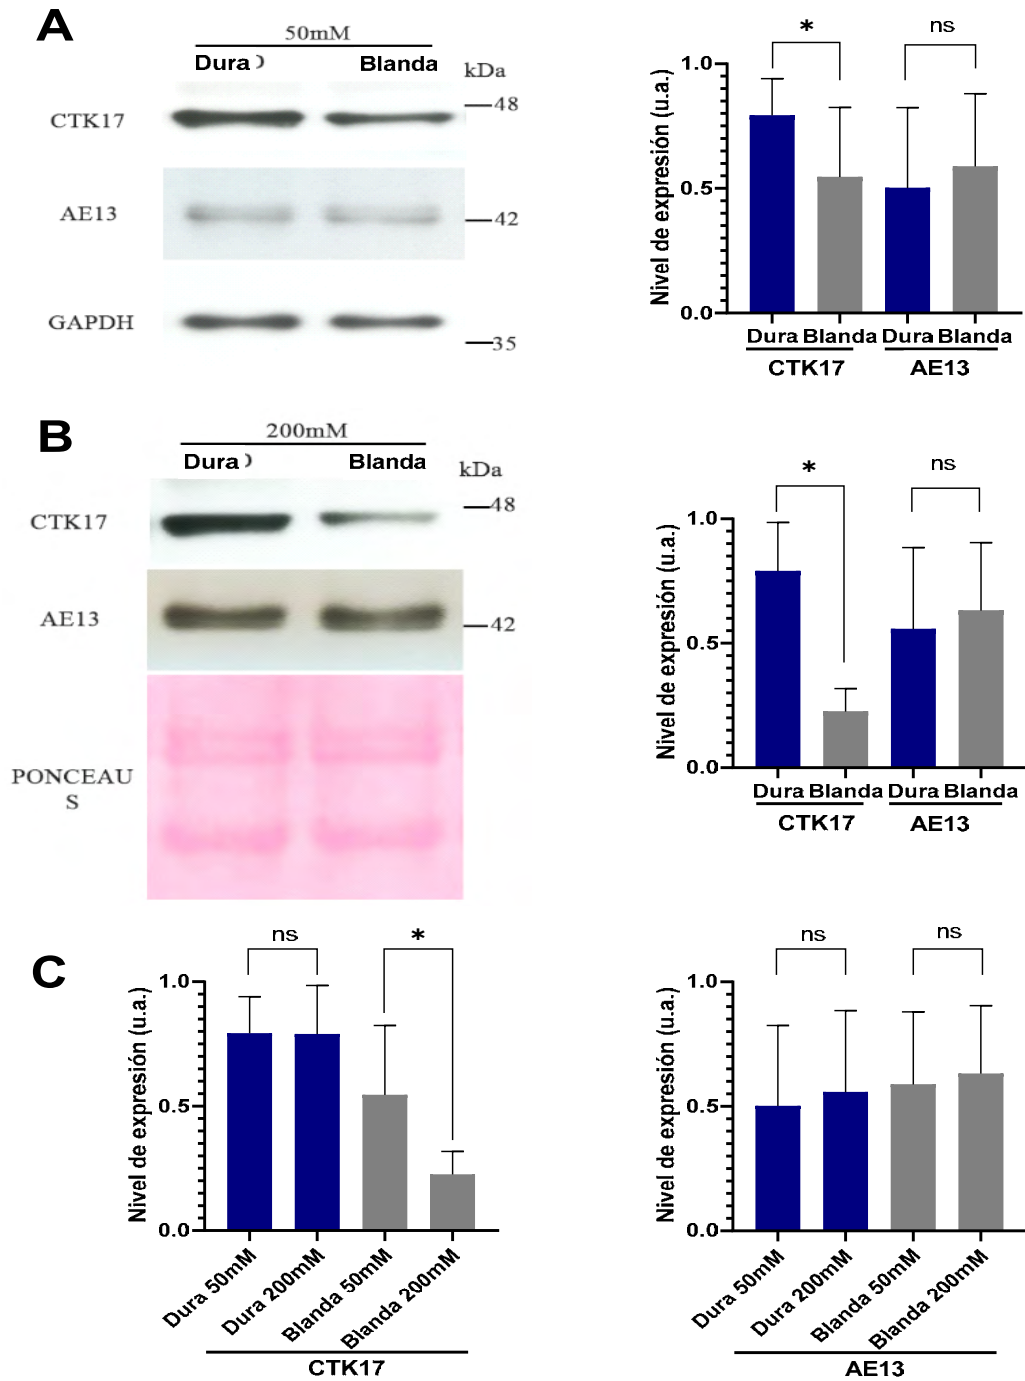 A
50mM
Dura Blanda
kDa
CTK17
48
AE13
42
GAPDH
35
* ns
Nivel de expresión (u.a.)
1.0
0.5
0.0
Dura Blanda Dura Blanda
CTK17 AE13
B
200mM
Dura Blanda
kDa
CTK17
48
AE13
42
PONCEAU
S
* ns
Nivel de expresión (u.a.)
1.0
0.5
0.0
Dura Blanda Dura Blanda
CTK17 AE13
C
ns *
Nivel de expresión (u.a.)
1.0
0.5
0.0
Dura 50mM
Dura 200mM
Blanda 50mM
Blanda 200mM
CTK17
ns ns
Nivel de expresión (u.a.)
1.0
0.5
0.0
Dura 50mM
Dura 200mM
Blanda 50mM
Blanda 200mM
AE13